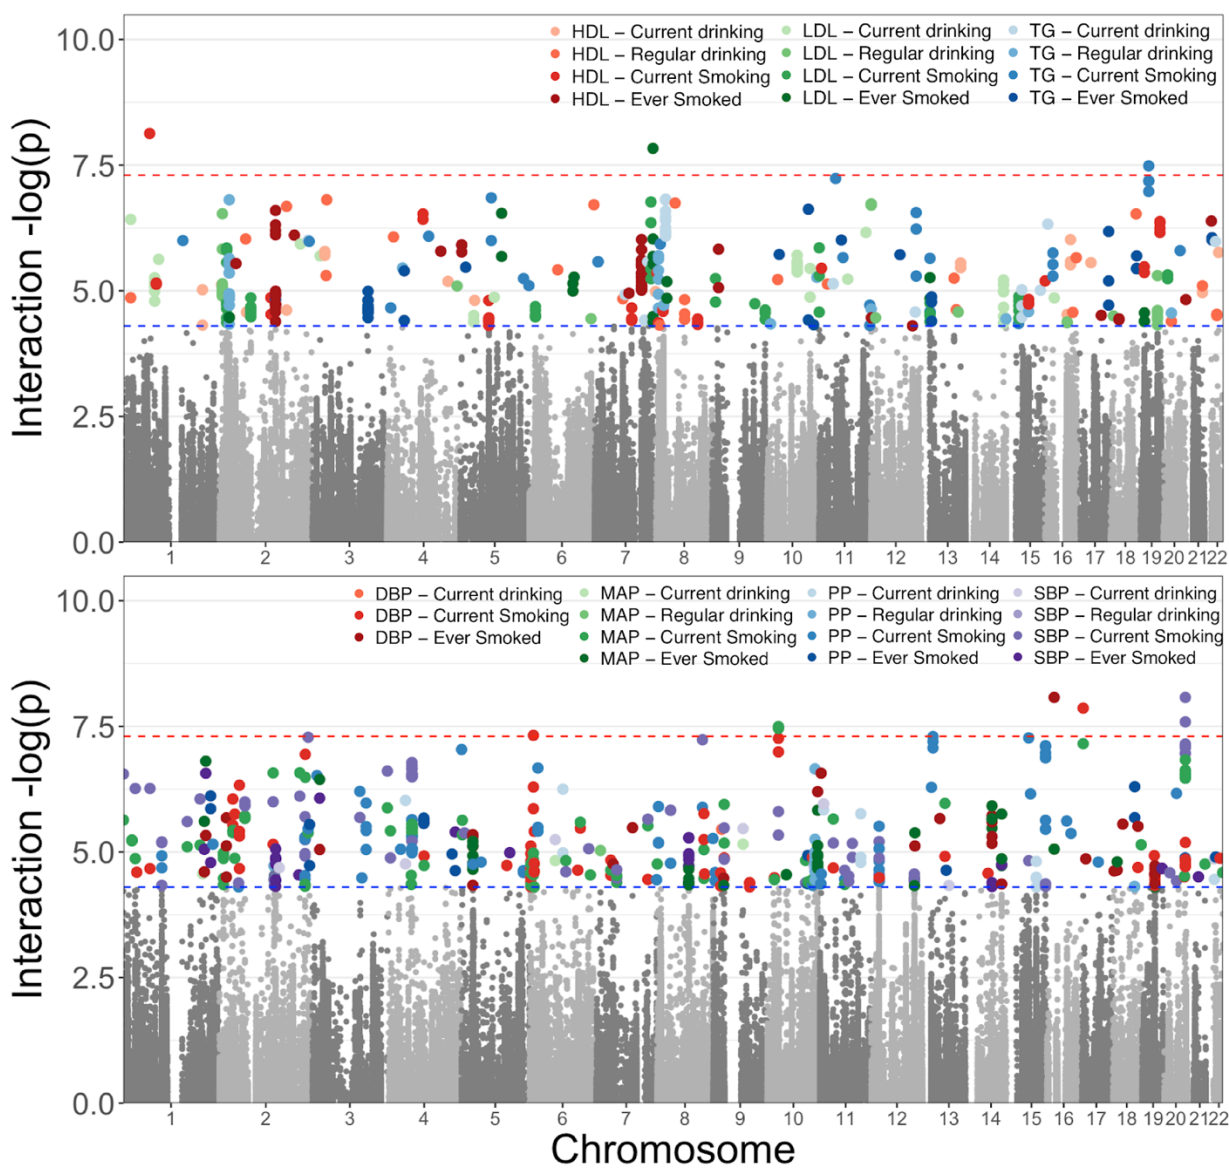 10.0
HDL – Current drinking LDL – Current drinking TG – Current drinking
HDL – Regular drinking LDL – Regular drinking TG – Regular drinking
HDL – Current Smoking LDL – Current Smoking TG – Current Smoking
HDL – Ever Smoked LDL – Ever Smoked TG – Ever Smoked
Interaction -log(p)
7.5
5.0
2.5
0.0
1 2 3 4 5 6 7 8 9 10 11 12 13 14 15 16 17 18 19 20 21 22
10.0
DBP – Current drinking MAP – Current drinking PP – Current drinking SBP – Current drinking
DBP – Current Smoking MAP – Regular drinking PP – Regular drinking SBP – Regular drinking
DBP – Ever Smoked MAP – Current Smoking PP – Current Smoking SBP – Current Smoking
MAP – Ever Smoked PP – Ever Smoked SBP – Ever Smoked
Interaction -log(p)
7.5
5.0
2.5
0.0
1 2 3 4 5 6 7 8 9 10 11 12 13 14 15 16 17 18 19 20 21 22
Chromosome